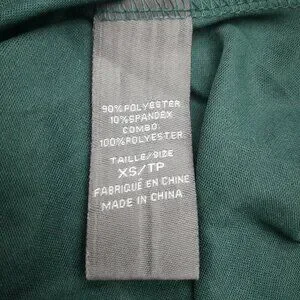 90% POLYESTER
10% SPANDEX
COMBO
100% POLYESTER
TAILLE/SIZE
XS/TP
FABRIQUÉ EN CHINE
MADE IN CHINA